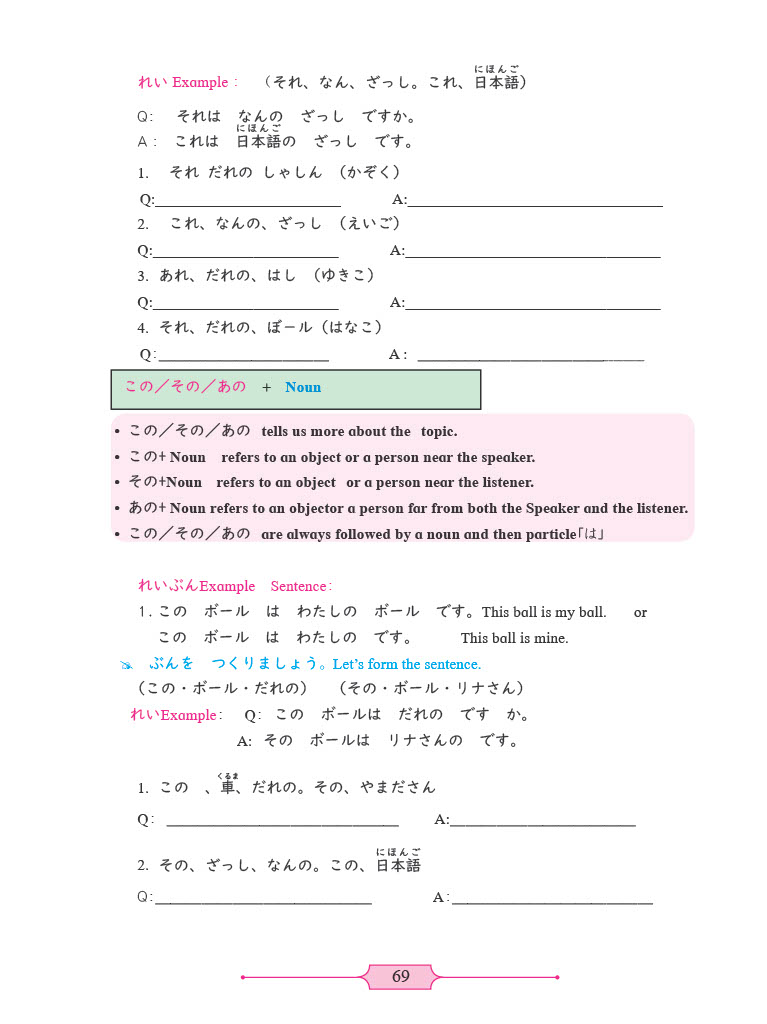 にほんご
れい Example :　（それ、なん、ざっし。これ、日本語）
Q:　それは　なんの　ざっし　ですか。
にほんご
A :　これは　日本語の　ざっし　です。
1.　それ だれの しゃしん （かぞく）
Q:________________________ A:_________________________________
2.　これ、なんの、ざっし （えいご）
Q:________________________ A:_________________________________
3. あれ、だれの、はし （ゆきこ）
Q:________________________ A:_________________________________
4. それ、だれの、ぼール（はなこ）
Q:______________________ A : _____________________________
この／その／あの　+　Noun
• この／その／あの tells us more about the topic.
• この+ Noun refers to an object or a person near the speaker.
• その+Noun refers to an object or a person near the listener.
• あの+ Noun refers to an objector a person far from both the Speaker and the listener.
• この／その／あの are always followed by a noun and then particle「は」
れいぶんExample Sentence:
1. この　ボール　は　わたしの　ボール　です。This ball is my ball. or
この　ボール　は　わたしの　です。 This ball is mine.
ぶんを　つくりましょう。Let’s form the sentence.
（この・ボール・だれの）　（その・ボール・リナさん）
れいExample:　Q:　この　ボールは　だれの　です　か。
A:　その　ボールは　リナさんの　です。
くるま
1. この　、車、だれの。その、やまださん
Q: ______________________________ A:________________________
にほんご
2. その、ざっし、なんの。この、日本語
Q:____________________________ A:__________________________
69